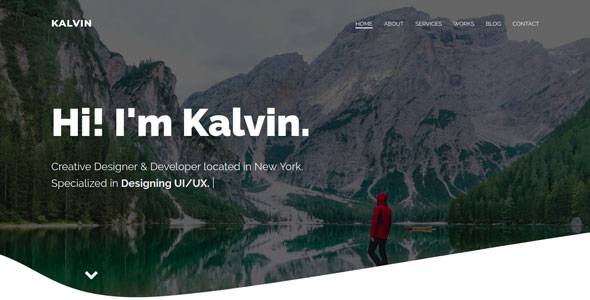 KALVIN
HOME ABOUT SERVICES WORKS BLOG CONTACT
Hi! I'm Kalvin.
Creative Designer & Developer located in New York.
Specialized in Designing UI/UX. |